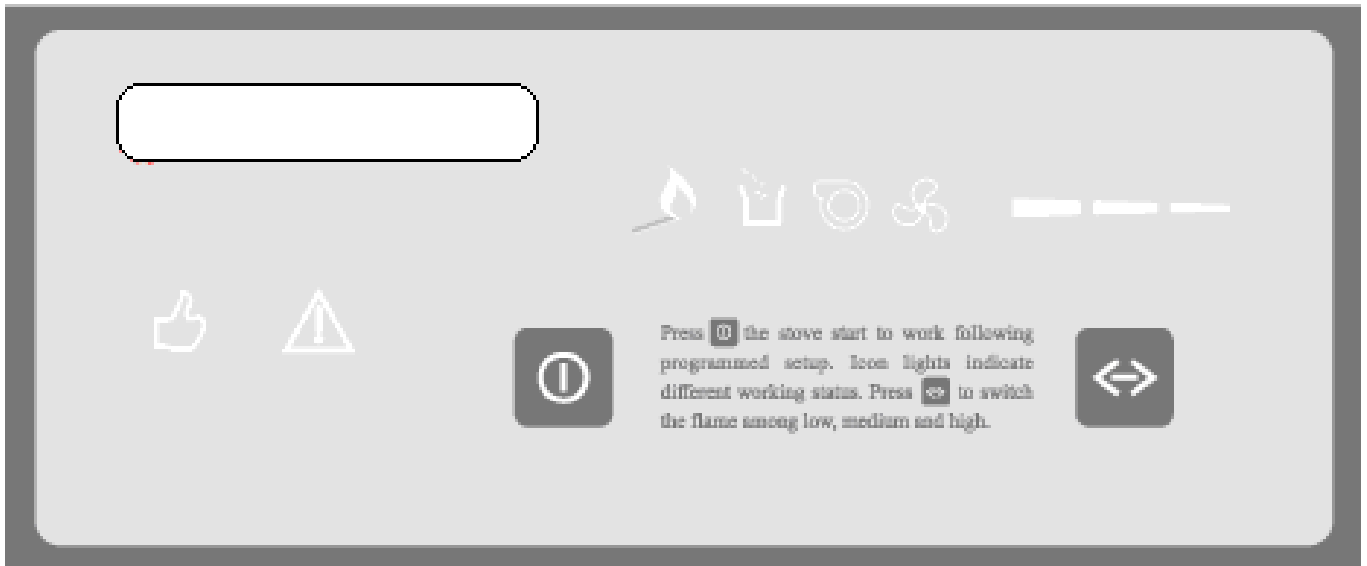 Press the stove start to work following
programmed setup. Icon lights indicate
different working status. Press to switch
the flame among low, medium and high.